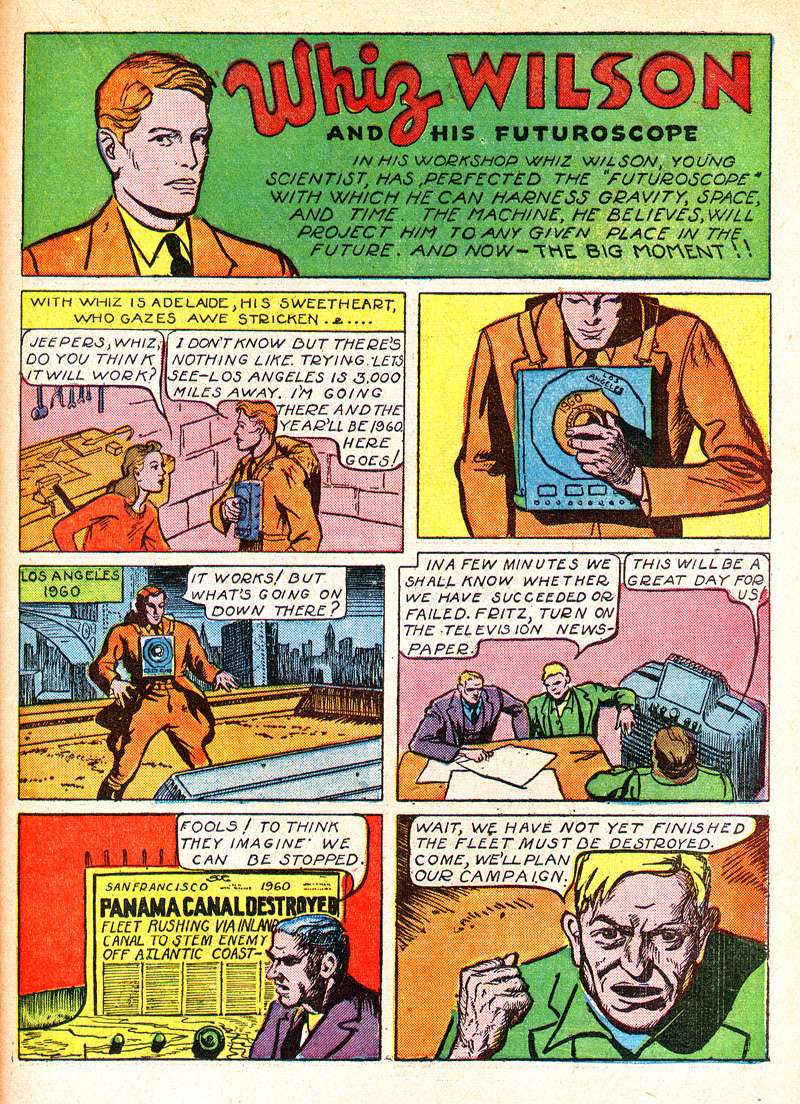 Whiz WILSON
AND HIS FUTUROSCOPE
IN HIS WORKSHOP WHIZ WILSON, YOUNG
SCIENTIST, HAS PERFECTED THE "FUTUROSCOPE"
WITH WHICH HE CAN HARNESS GRAVITY, SPACE,
AND TIME. THE MACHINE, HE BELIEVES, WILL
PROJECT HIM TO ANY GIVEN PLACE IN THE
FUTURE. AND NOW - THE BIG MOMENT!!
WITH WHIZ IS ADELAIDE, HIS SWEETHEART,
WHO GAZES AWE STRICKEN . . . . . .
JEEPERS, WHIZ,
DO YOU THINK
IT WILL WORK?
I DON'T KNOW BUT THERE'S
NOTHING LIKE TRYING. LETS
SEE-LOS ANGELES IS 3,000
MILES AWAY. I'M GOING
THERE AND THE
YEAR'LL BE 1960.
HERE
GOES!
LOS
ANGELES
1960
LOS ANGELES
1960
IT WORKS! BUT
WHAT'S GOING ON
DOWN THERE?
IN A FEW MINUTES WE
SHALL KNOW WHETHER
WE HAVE SUCCEEDED OR
FAILED. FRITZ, TURN ON
THE TELEVISION NEWS-
PAPER.
THIS WILL BE A
GREAT DAY FOR
US.
FOOLS! TO THINK
THEY IMAGINE WE
CAN BE STOPPED.
SAN FRANCISCO 1960
PANAMA CANAL DESTROYED
FLEET RUSHING VIA INLAND
CANAL TO STEM ENEMY
OFF ATLANTIC COAST-
WAIT, WE HAVE NOT YET FINISHED
THE FLEET MUST BE DESTROYED.
COME, WE'LL PLAN
OUR CAMPAIGN.